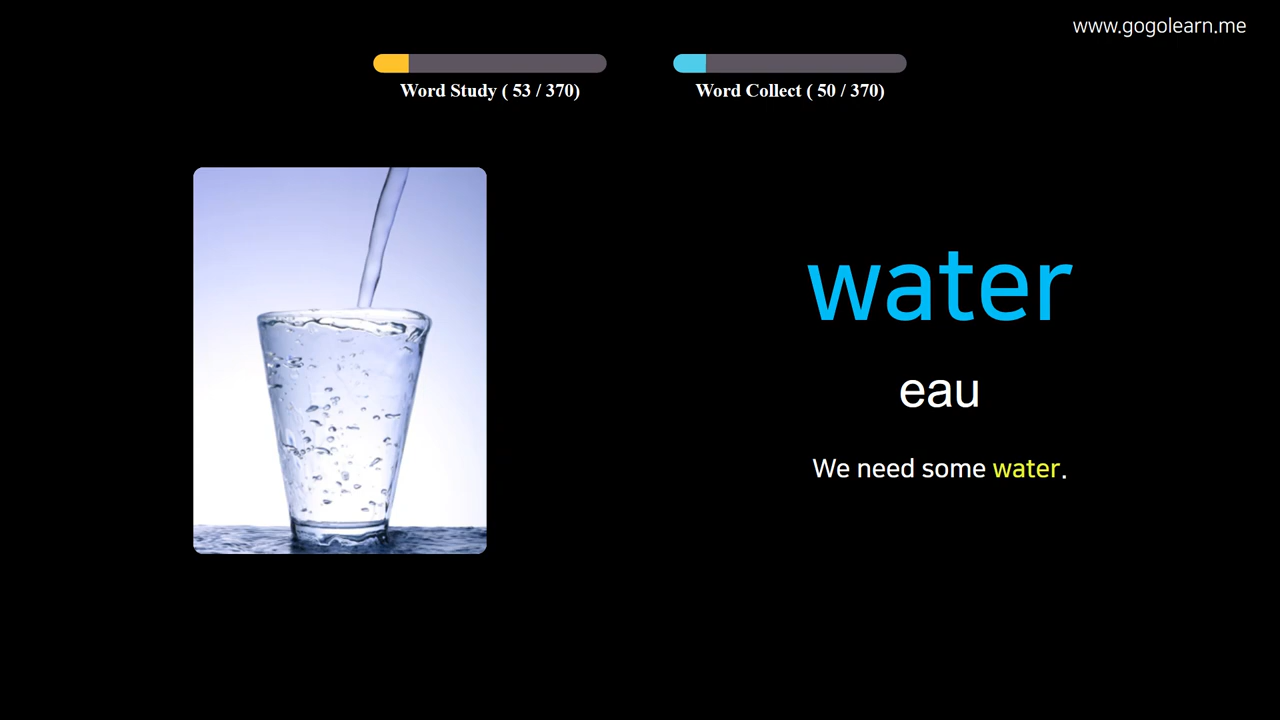 www.gogolearn.me
Word Study ( 53 / 370)
Word Collect ( 50 / 370)
water
eau
We need some water.